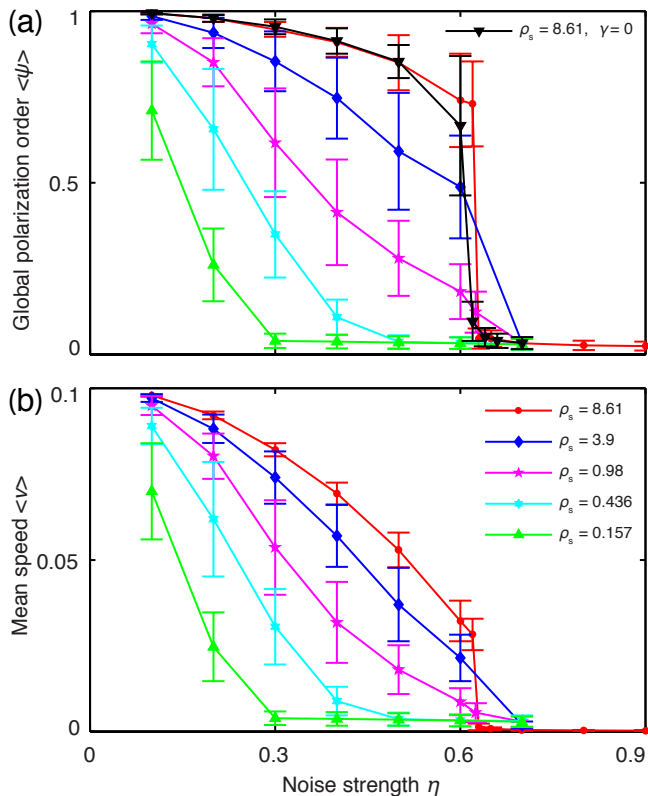 (a)
Global polarization order <ψ>
1
0.5
0
ρs = 8.61, γ = 0
(b)
Mean speed <v>
0.1
0.05
0
ρs = 8.61
ρs = 3.9
ρs = 0.98
ρs = 0.436
ρs = 0.157
0 0.3 0.6 0.9
Noise strength η